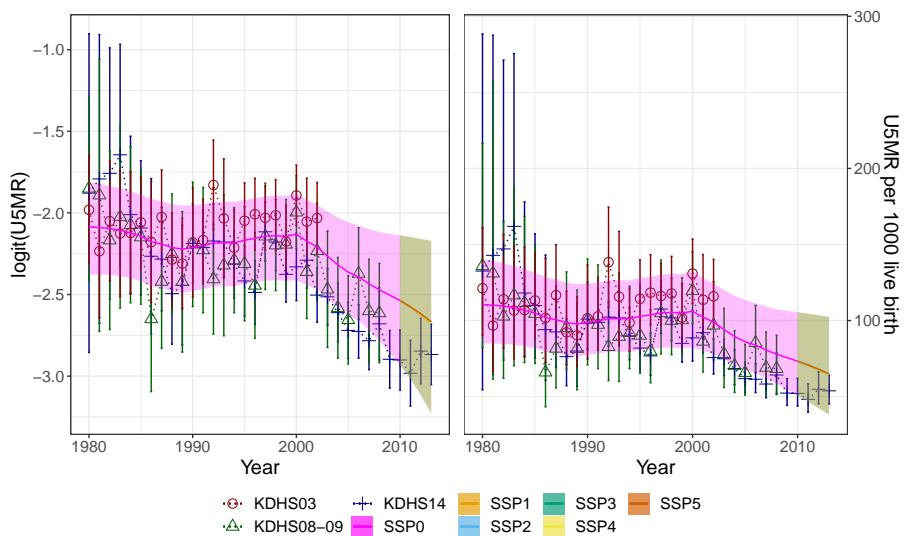 300
−1.0
−1.5
200
−2.0
logit(U5MR)
U5MR per 1000 live birth
−2.5
100
−3.0
1980 1990 2000 2010 1980 1990 2000 2010
Year Year
KDHS03 KDHS14 SSP1 SSP3 SSP5
KDHS08−09 SSP0 SSP2 SSP4